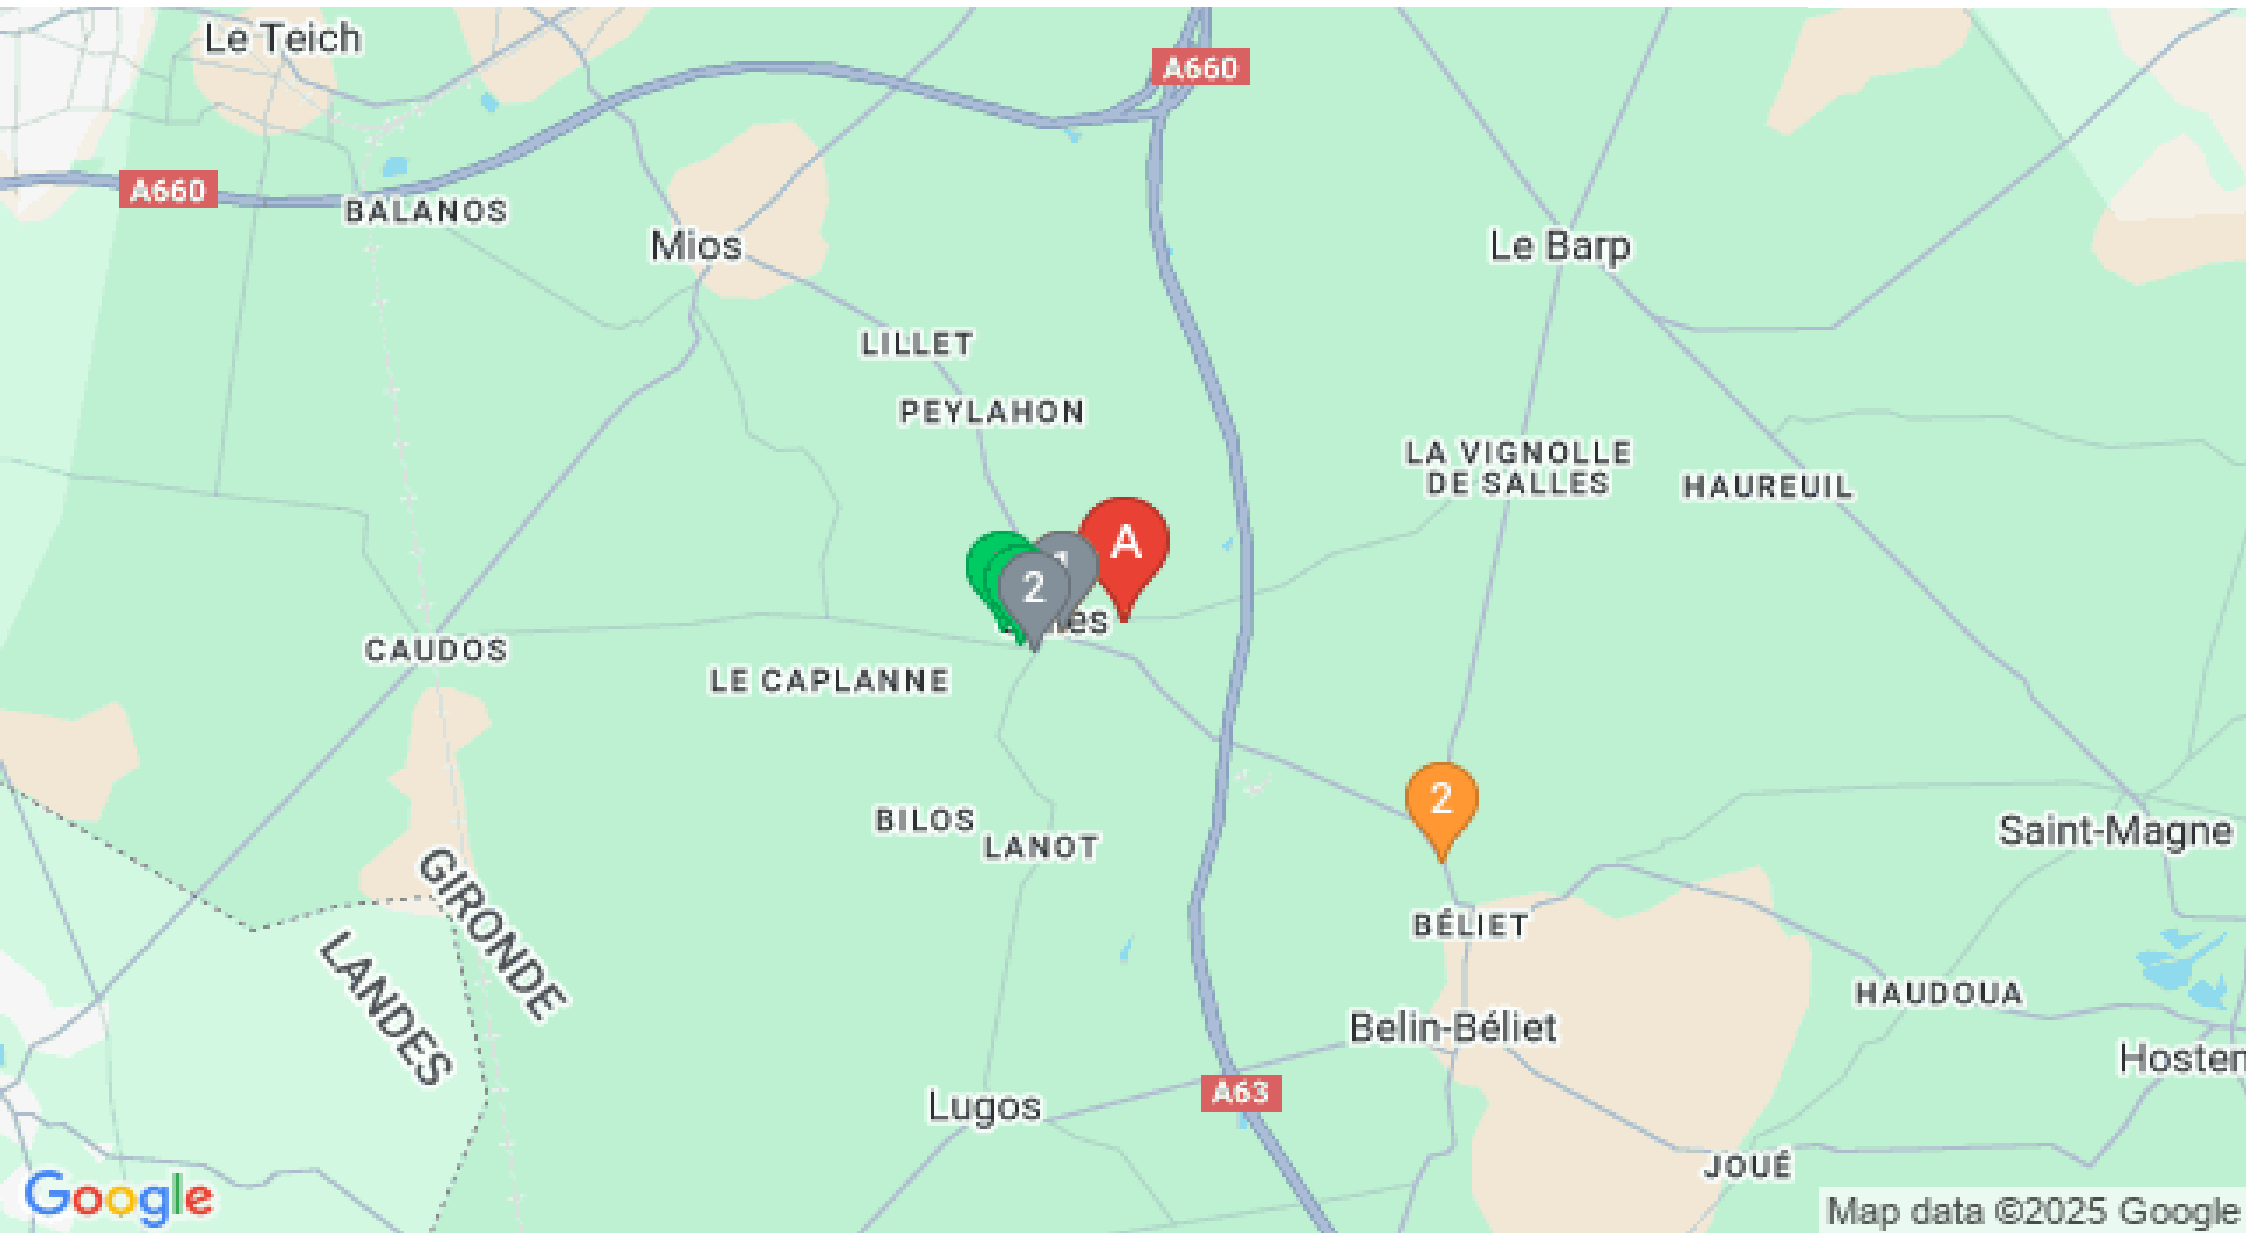 Le Teich
A660
A660
BALANOS
Mios
Le Barp
LILLET
PEYLAHON
LA VIGNOLLE
DE SALLES
HAUREUIL
A
1
2
es
CAUDOS
LE CAPLANNE
2
BILOS
LANOT
Saint-Magne
GIRONDE
LANDES
BÉLIET
HAUDOUA
Belin-Béliet
Hosten
A63
Lugos
JOUÉ
Google
Map data ©2025 Google